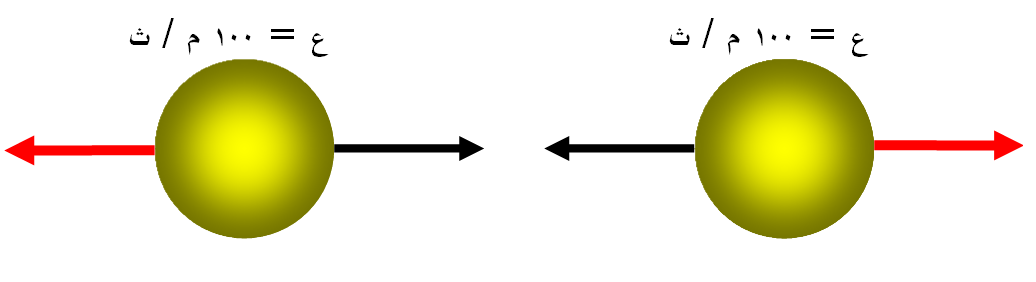 ع = ١٠٠ م / ث
ع = ١٠٠ م / ث